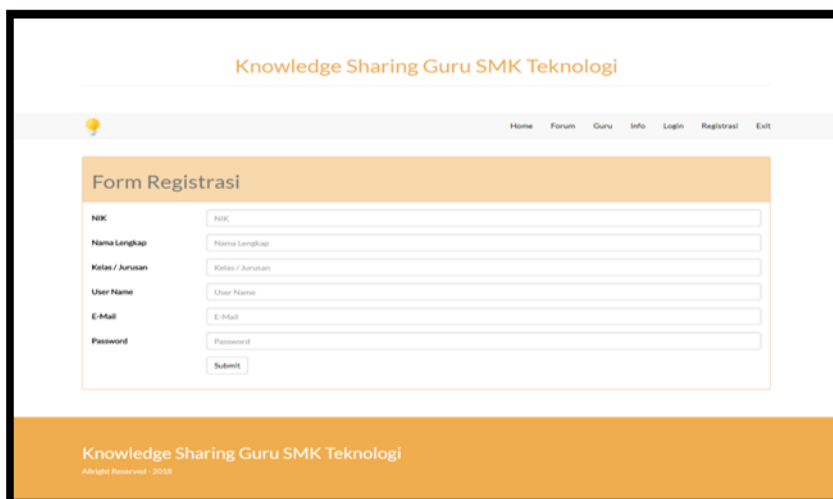 Knowledge Sharing Guru SMK Teknologi
Home Forum Guru Info Login Registrasi Exit
Form Registrasi
NIK NIK
Nama Lengkap Nama Lengkap
Kelas / Jurusan Kelas / Jurusan
User Name User Name
E-Mail E-Mail
Password Password
Submit
Knowledge Sharing Guru SMK Teknologi
Allright Reserved - 2018